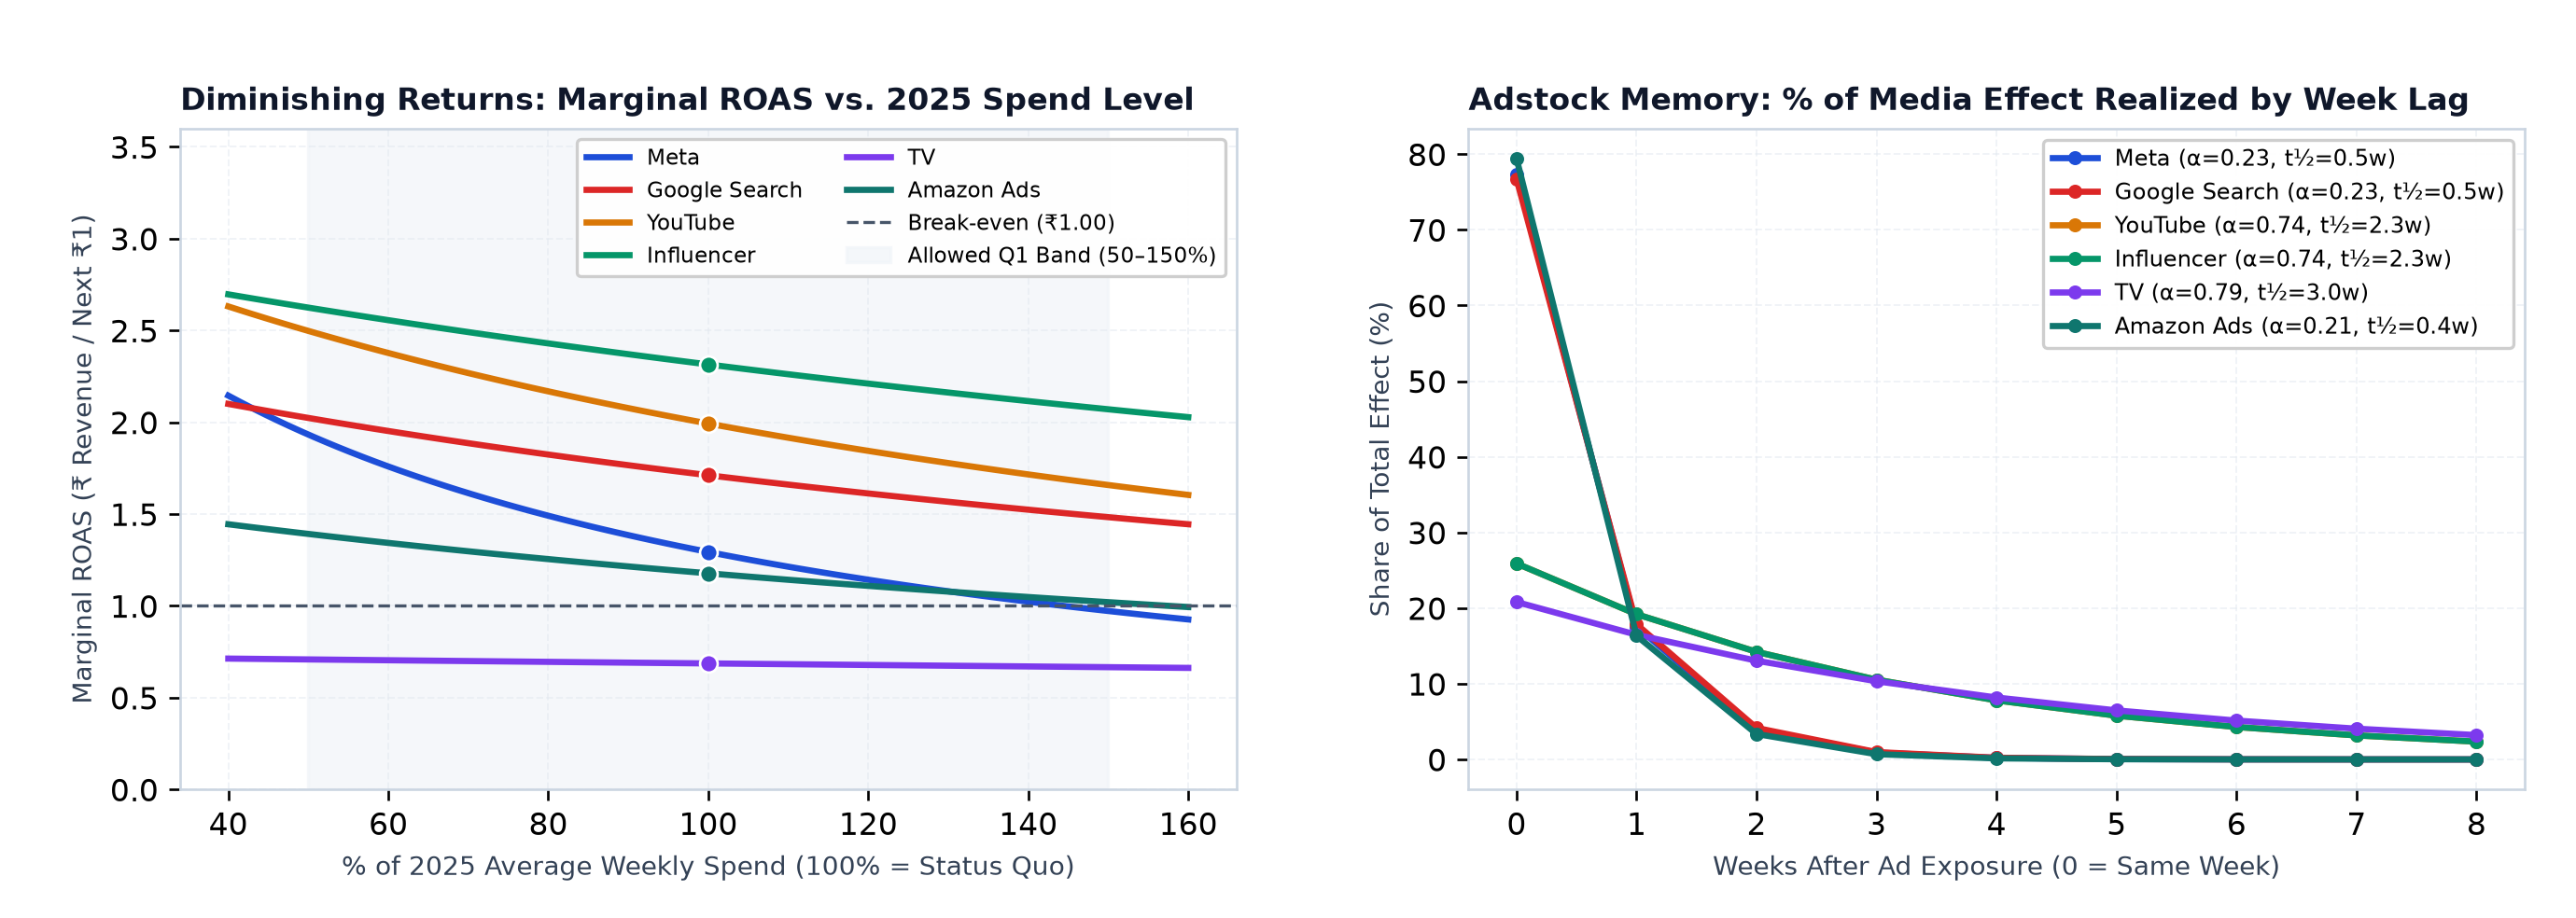 Diminishing Returns: Marginal ROAS vs. 2025 Spend Level
Marginal ROAS (₹ Revenue / Next ₹1)
3.5
3.0
2.5
2.0
1.5
1.0
0.5
0.0
Meta
Google Search
YouTube
Influencer
TV
Amazon Ads
Break-even (₹1.00)
Allowed Q1 Band (50–150%)
40 60 80 100 120 140 160
% of 2025 Average Weekly Spend (100% = Status Quo)
Adstock Memory: % of Media Effect Realized by Week Lag
Share of Total Effect (%)
80
70
60
50
40
30
20
10
0
Meta (α=0.23, t½=0.5w)
Google Search (α=0.23, t½=0.5w)
YouTube (α=0.74, t½=2.3w)
Influencer (α=0.74, t½=2.3w)
TV (α=0.79, t½=3.0w)
Amazon Ads (α=0.21, t½=0.4w)
0 1 2 3 4 5 6 7 8
Weeks After Ad Exposure (0 = Same Week)